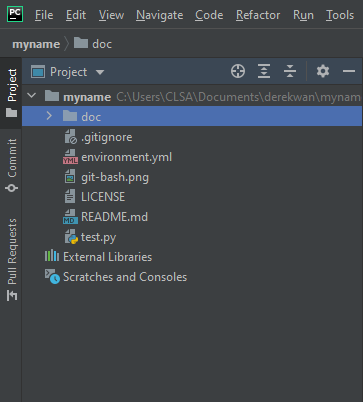 PC File Edit View Navigate Code Refactor Run Tools
myname doc
Project
Project
myname C:\Users\CLSA\Documents\derekwan\mynam
doc
.gitignore
environment.yml
git-bash.png
LICENSE
README.md
test.py
External Libraries
Scratches and Consoles
Commit
Pull Requests